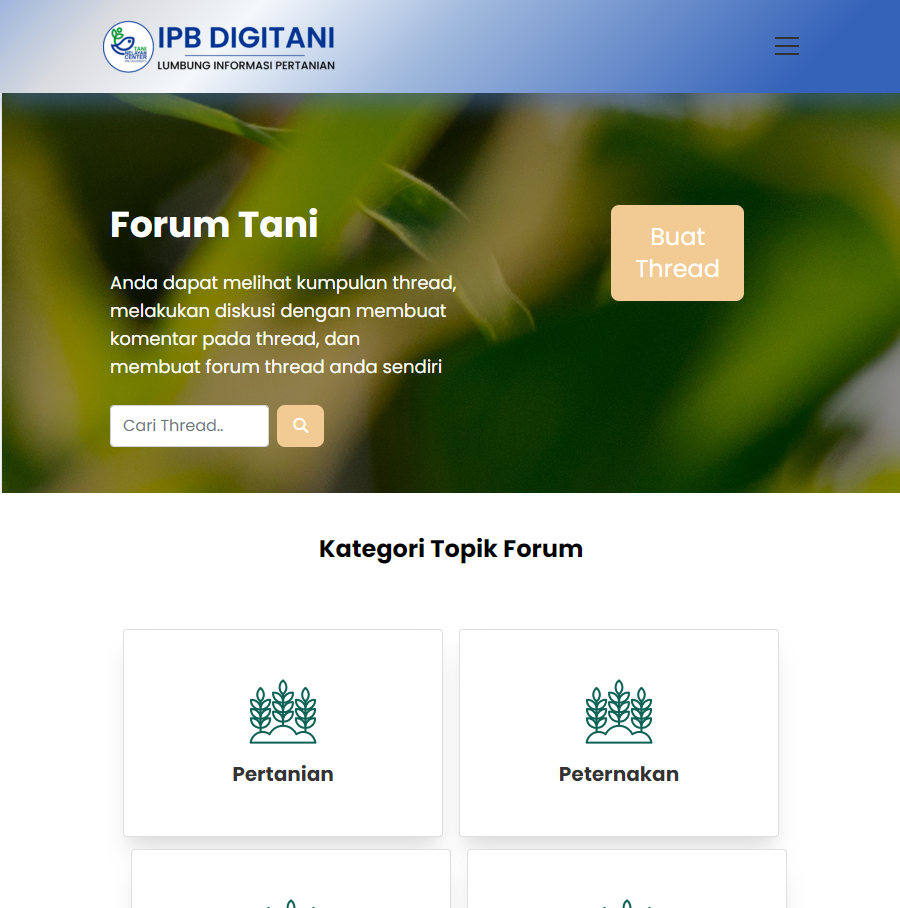 TANI
NELAYAN
CENTER
IPB DIGITANI
LUMBUNG INFORMASI PERTANIAN
Forum Tani
Buat
Thread
Anda dapat melihat kumpulan thread,
melakukan diskusi dengan membuat
komentar pada thread, dan
membuat forum thread anda sendiri
Cari Thread..
Kategori Topik Forum
Pertanian
Peternakan